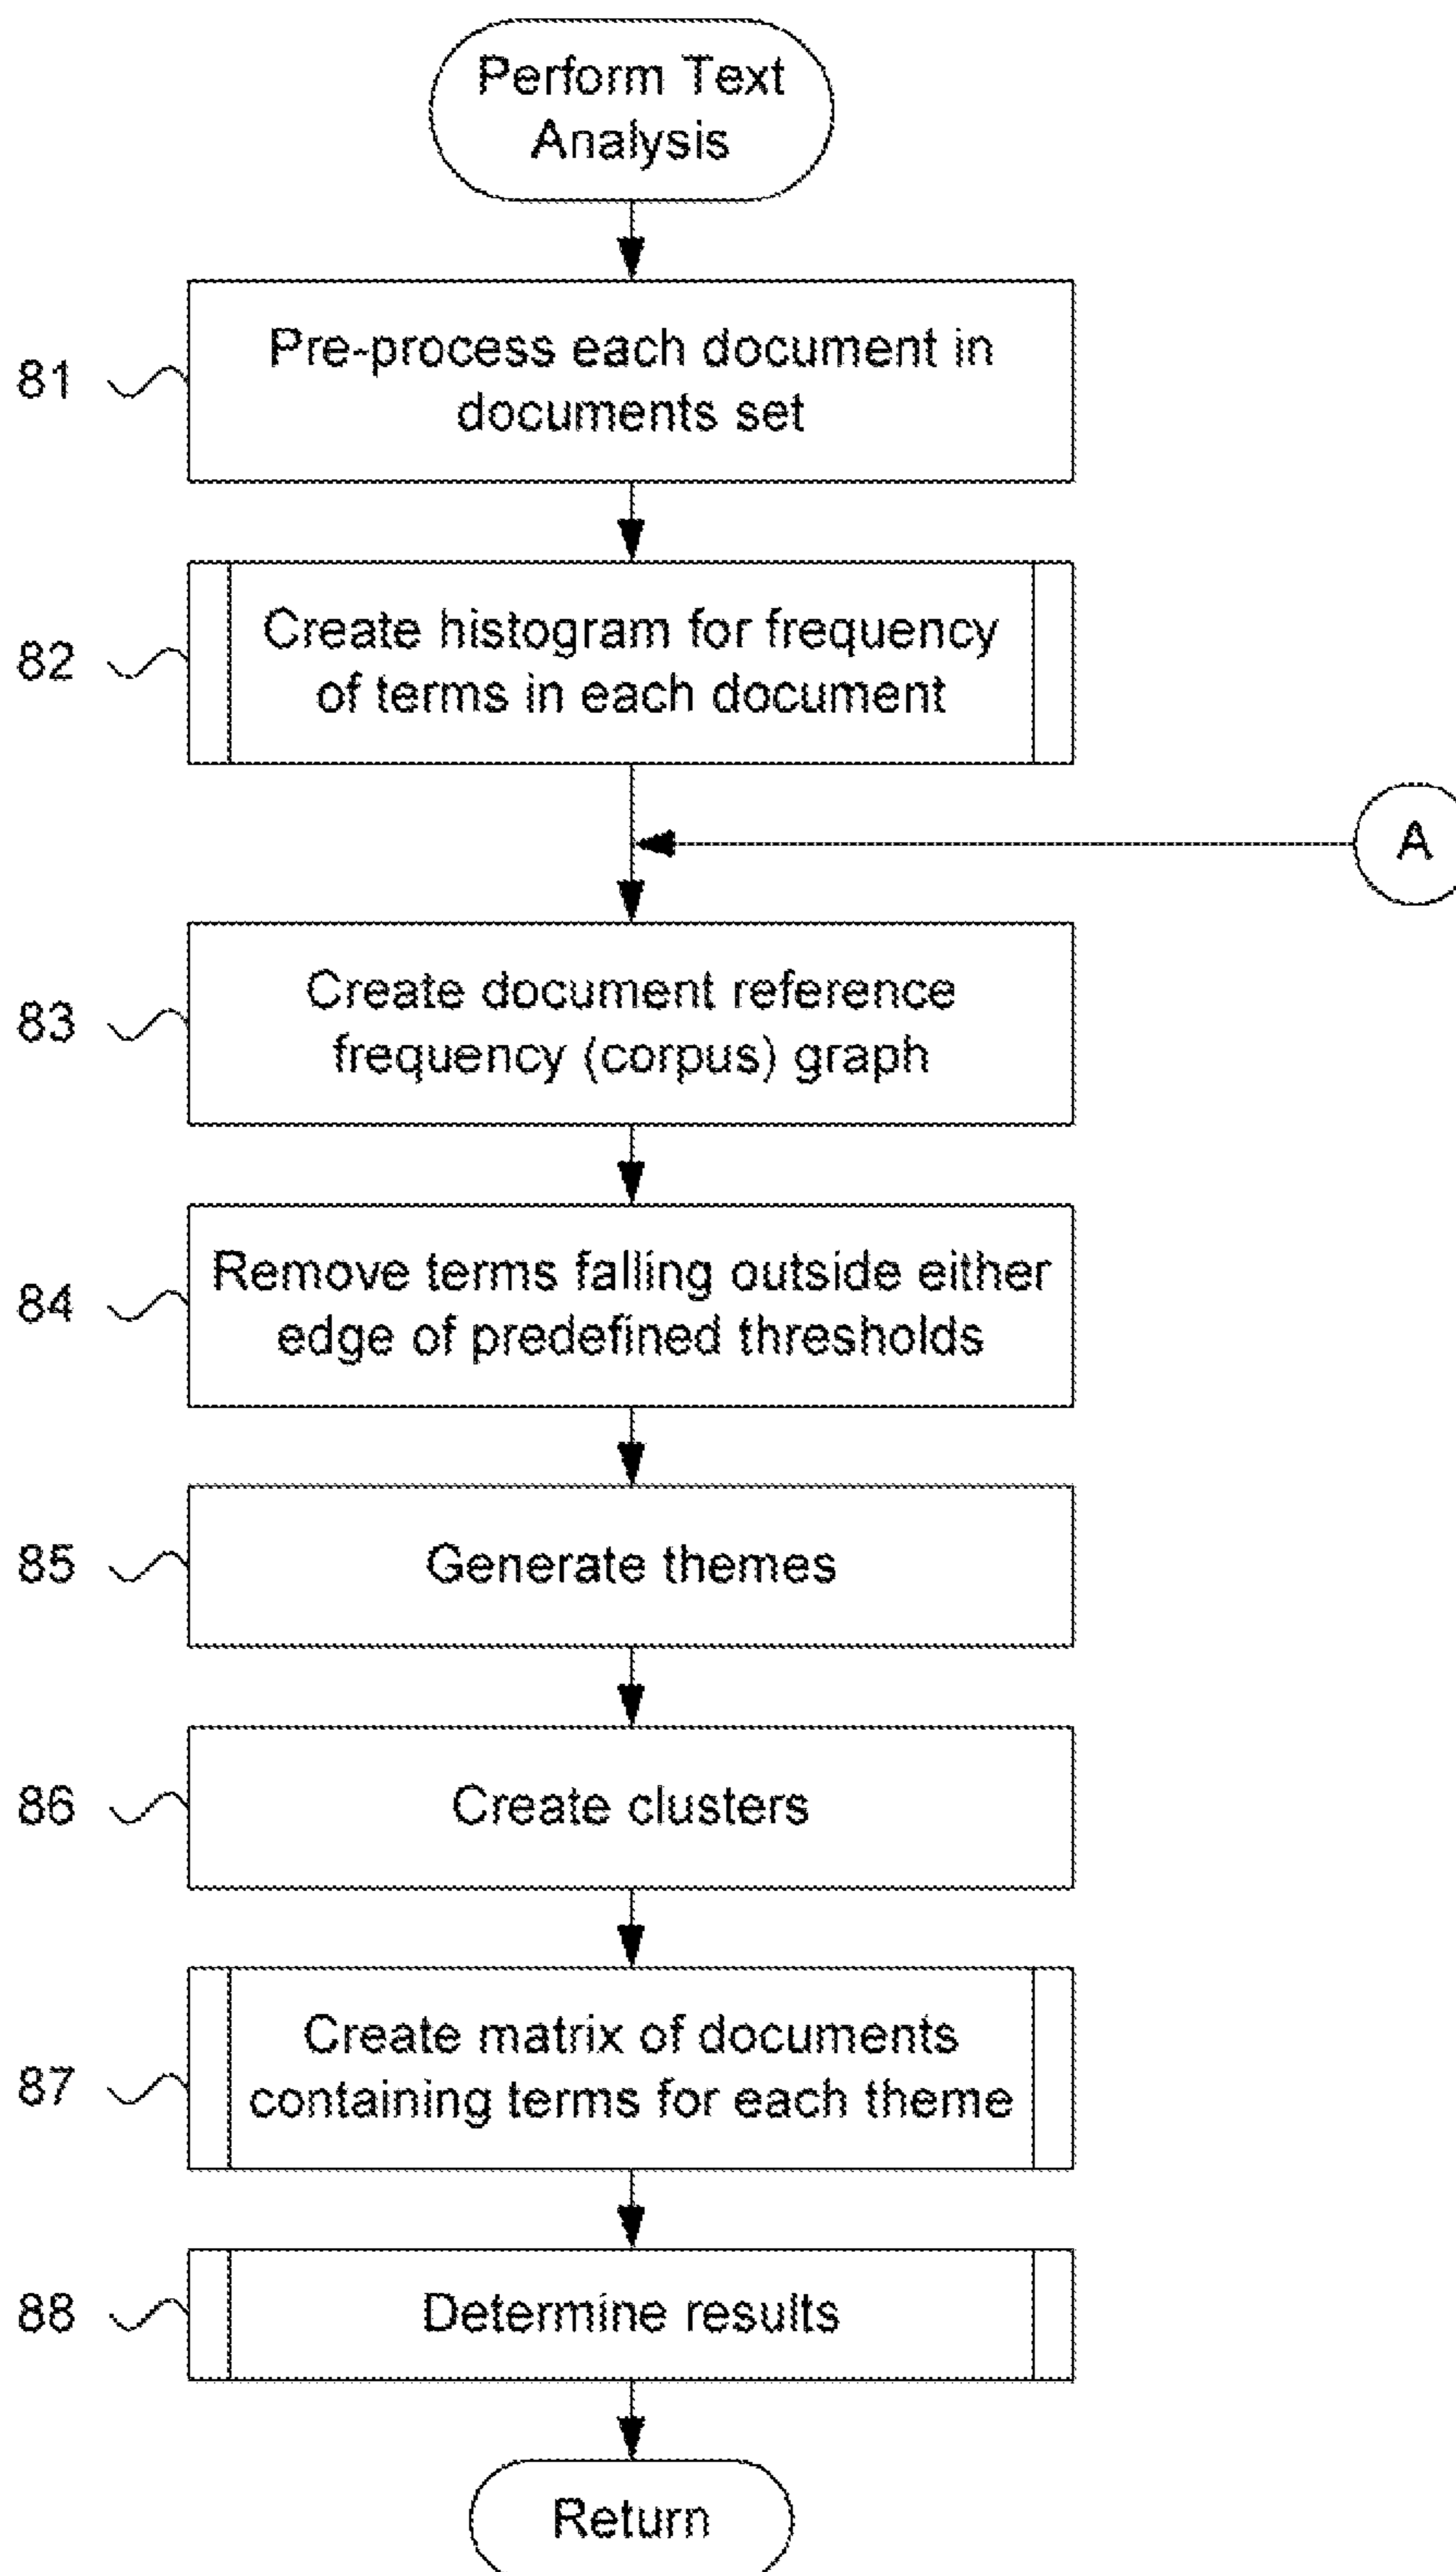 Perform Text
Analysis
81
Pre-process each document in
documents set
82
Create histogram for frequency
of terms in each document
A
83
Create document reference
frequency (corpus) graph
84
Remove terms falling outside either
edge of predefined thresholds
85
Generate themes
86
Create clusters
87
Create matrix of documents
containing terms for each theme
88
Determine results
Return